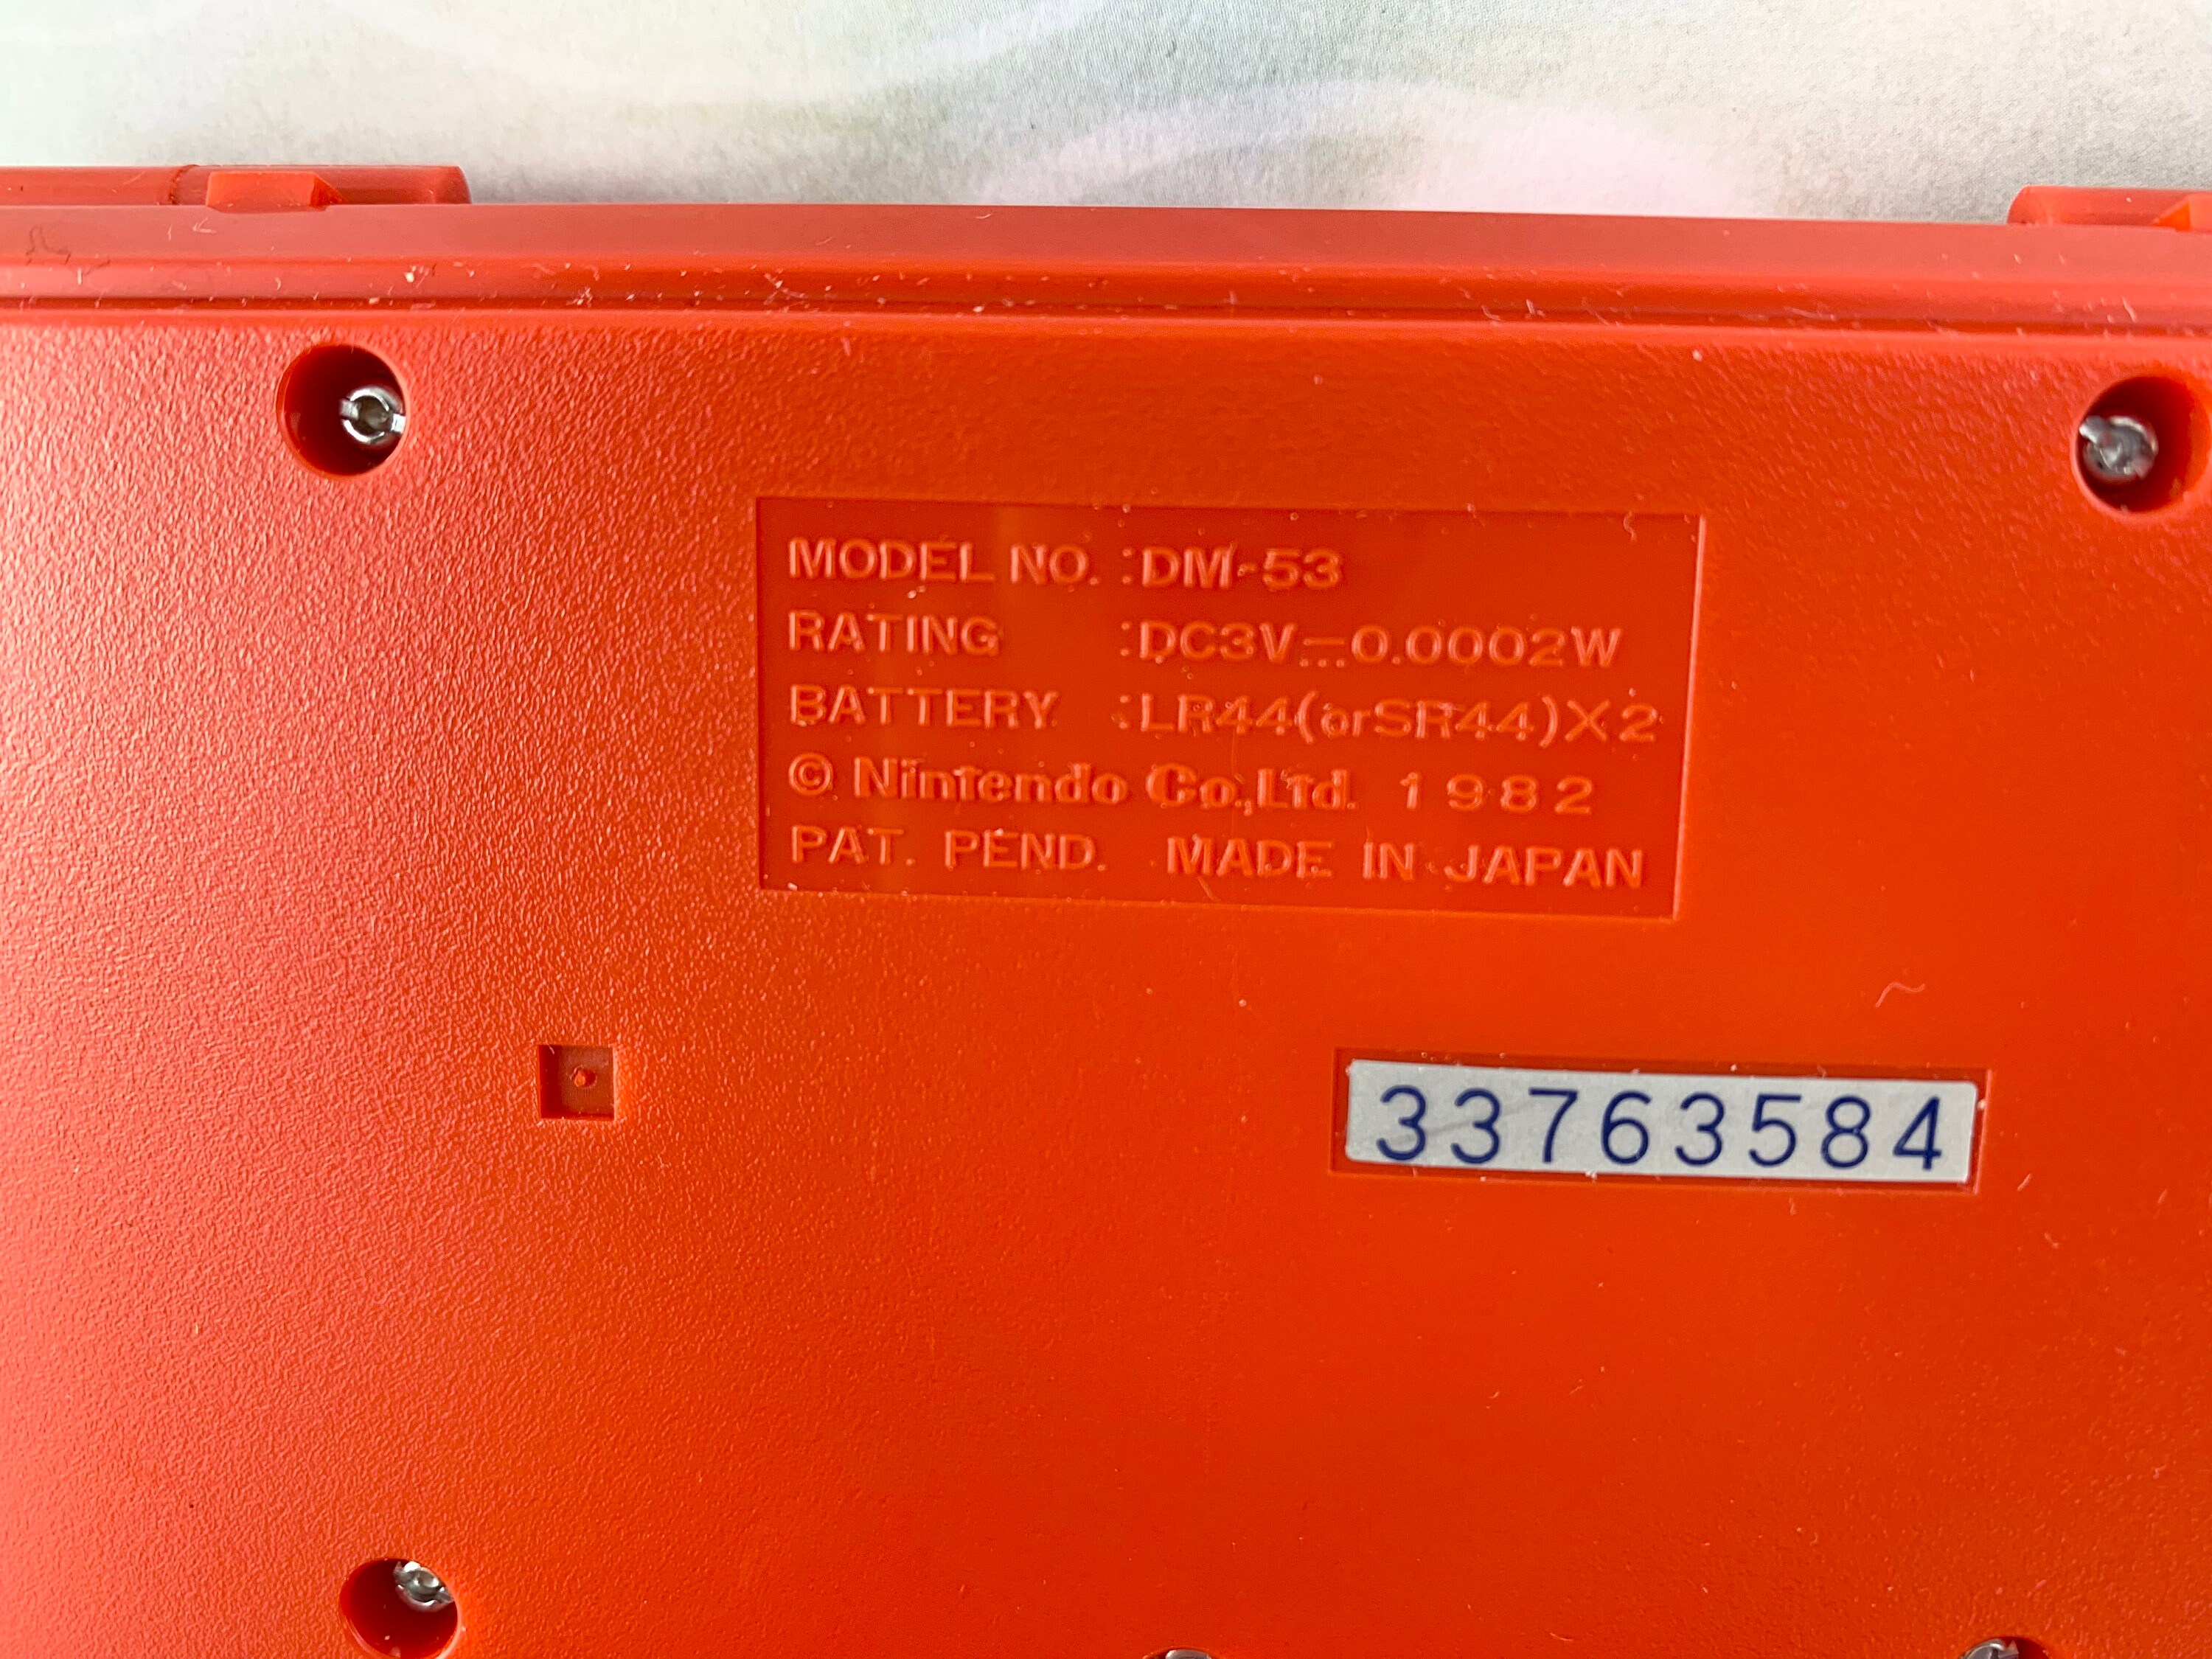 MODEL NO. :DM-53
RATING :DC3V⎓0.0002W
BATTERY :LR44(orSR44)X2
© Nintendo Co.,Ltd. 1982
PAT. PEND. MADE IN JAPAN
33763584